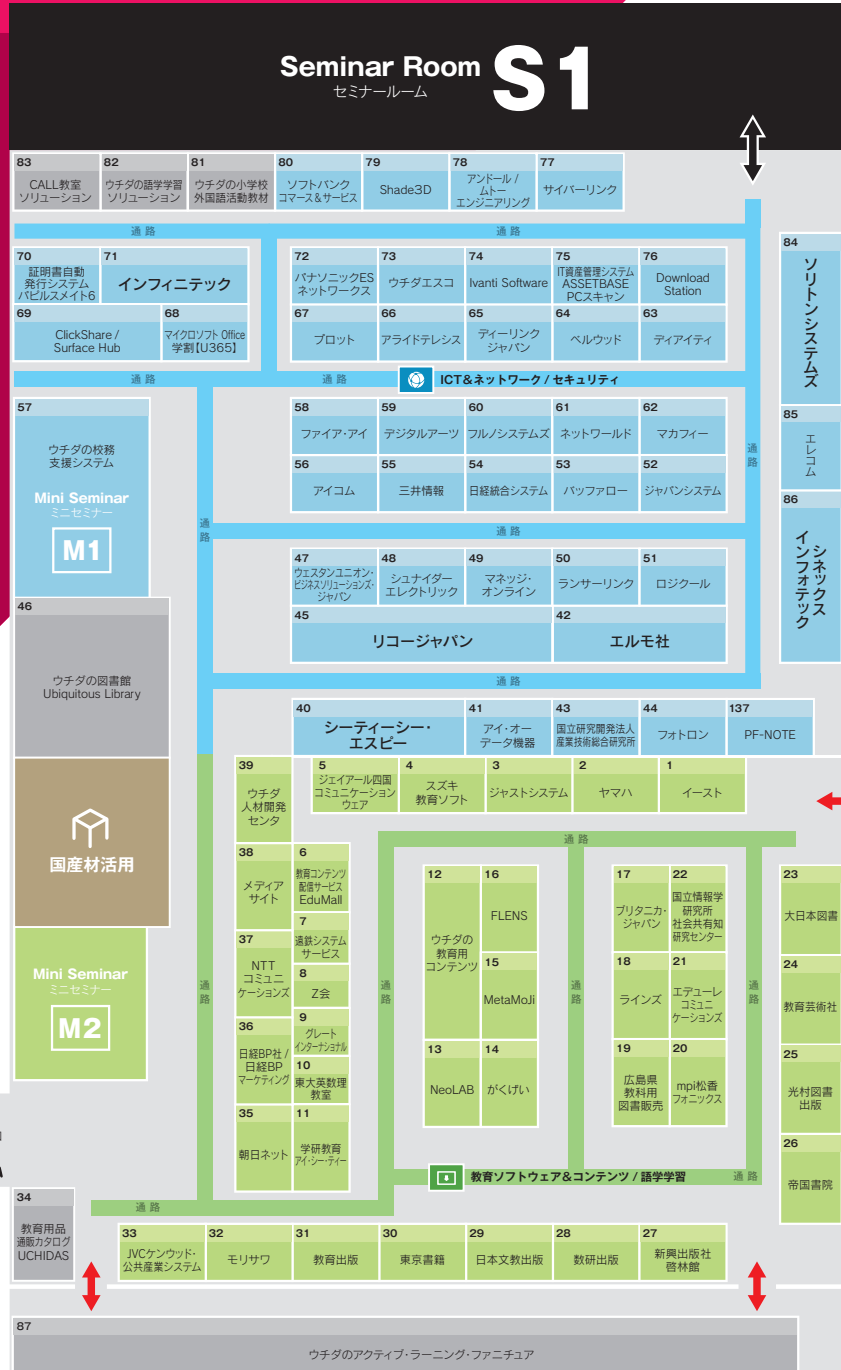 Seminar Room S1
セミナールーム
83
CALL教室
ソリューション
82
ウチダの語学学習
ソリューション
81
ウチダの小学校
外国語活動教材
80
ソフトバンク
コマース&サービス
79
Shade3D
78
アンドール /
ムトー
エンジニアリング
77
サイバーリンク
通 路
通 路
70
証明書自動
発行システム
パピルスメイト6
71
インフィニテック
72
パナソニックES
ネットワークス
73
ウチダエスコ
74
Ivanti Software
75
IT資産管理システム
ASSETBASE
PCスキャン
76
Download
Station
84
ソリトンシステムズ
69
ClickShare /
Surface Hub
68
マイクロソフト Office
学割【U365】
67
プロット
66
アライドテレシス
65
ディーリンク
ジャパン
64
ベルウッド
63
ディアイティ
通 路
通 路
ICT&ネットワーク / セキュリティ
57
ウチダの校務
支援システム
Mini Seminar
ミニセミナー
M1
58
ファイア・アイ
59
デジタルアーツ
60
フルノシステムズ
61
ネットワールド
62
マカフィー
85
エレコム
通路
56
アイコム
55
三井情報
54
日経統合システム
53
バッファロー
52
ジャパンシステム
86
シネックス
インフォテック
通路
通 路
47
ウエスタンユニオン・
ビジネスソリューションズ・
ジャパン
48
シュナイダー
エレクトリック
49
マネッジ・
オンライン
50
ランサーリンク
51
ロジクール
46
ウチダの図書館
Ubiquitous Library
45
リコージャパン
42
エルモ社
通 路
40
シーティーシー・
エスピー
41
アイ・オー
データ機器
43
国立研究開発法人
産業技術総合研究所
44
フォトロン
137
PF-NOTE
39
ウチダ
人材開発
センタ
5
ジェイアール四国
コミュニケーション
ウェア
4
スズキ
教育ソフト
3
ジャストシステム
2
ヤマハ
1
イースト
国産材活用
通 路
38
メディア
サイト
6
教育コンテンツ
配信サービス
EduMall
12
ウチダの
教育用
コンテンツ
16
FLENS
17
ブリタニカ・
ジャパン
22
国立情報学
研究所
社会共有知
研究センター
23
大日本図書
7
遠鉄システム
サービス
37
NTT
コミュニ
ケーションズ
Mini Seminar
ミニセミナー
M2
通路
8
Z会
通路
15
MetaMoJi
通路
18
ラインズ
21
エデューレ
コミュニ
ケーションズ
通路
24
教育芸術社
9
グレート
インターナショナル
36
日経BP社 /
日経BP
マーケティング
10
東大英数理
教室
13
NeoLAB
14
がくげい
19
広島県
教科用
図書販売
20
mpi松香
フォニックス
25
光村図書
出版
35
朝日ネット
11
学研教育
アイ・シー・ティー
26
帝国書院
教育ソフトウェア&コンテンツ / 語学学習
通 路
34
教育用品
通販カタログ
UCHIDAS
通 路
33
JVCケンウッド・
公共産業システム
32
モリサワ
31
教育出版
30
東京書籍
29
日本文教出版
28
数研出版
27
新興出版社
啓林館
87
ウチダのアクティブ・ラーニング・ファニチュア